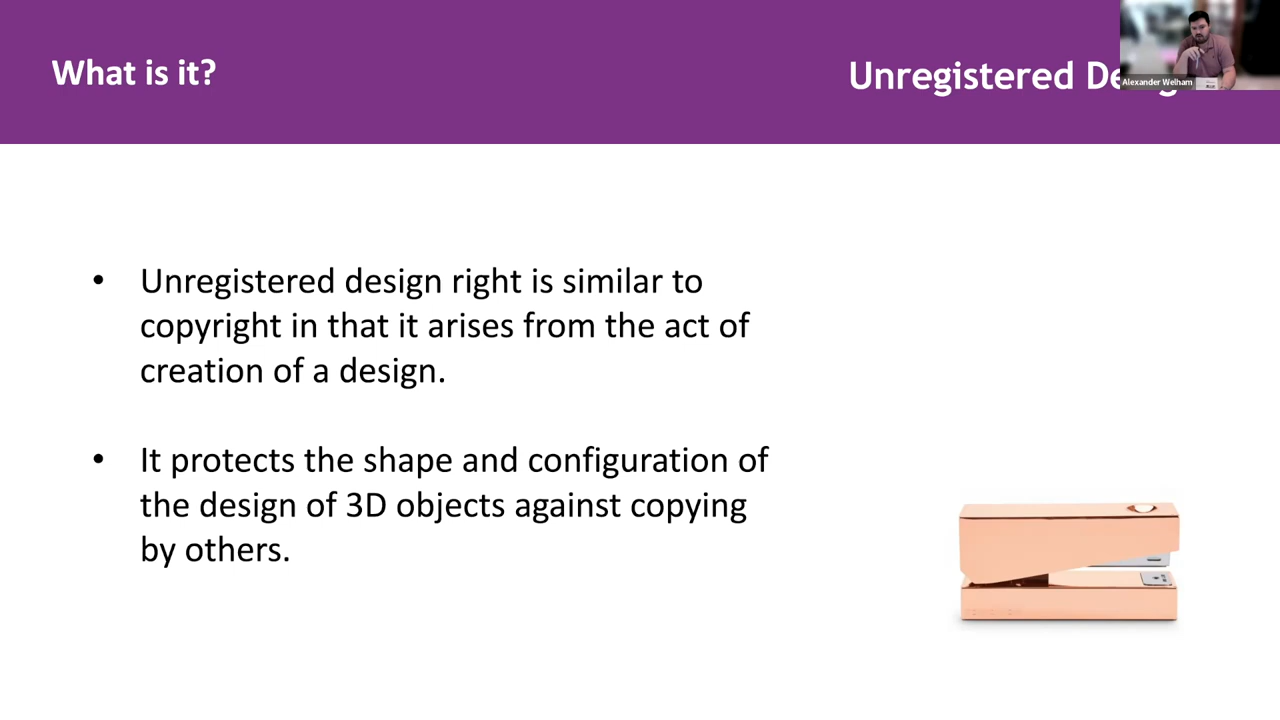 What is it?
Unregistered
Alexander Welham
• Unregistered design right is similar to
copyright in that it arises from the act of
creation of a design.
• It protects the shape and configuration of
the design of 3D objects against copying
by others.